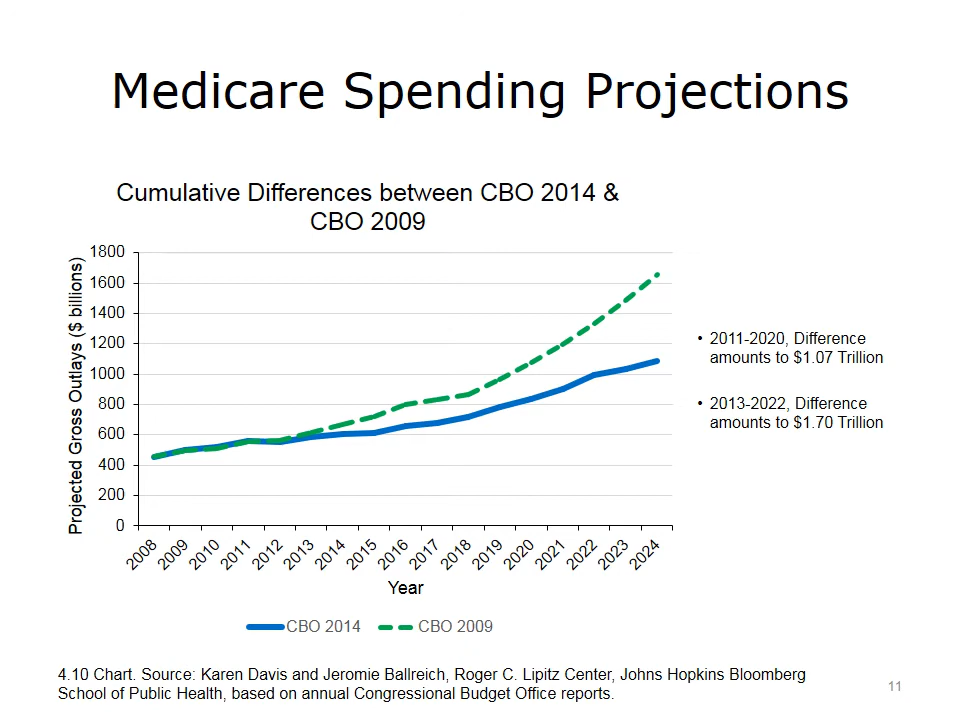 Medicare Spending Projections
Cumulative Differences between CBO 2014 &
CBO 2009
Projected Gross Outlays ($ billions)
1800
1600
1400
1200
1000
800
600
400
200
0
2008
2009
2010
2011
2012
2013
2014
2015
2016
2017
2018
2019
2020
2021
2022
2023
2024
Year
CBO 2014
CBO 2009
• 2011-2020, Difference
amounts to $1.07 Trillion
• 2013-2022, Difference
amounts to $1.70 Trillion
4.10 Chart. Source: Karen Davis and Jeromie Ballreich, Roger C. Lipitz Center, Johns Hopkins Bloomberg
School of Public Health, based on annual Congressional Budget Office reports.
11